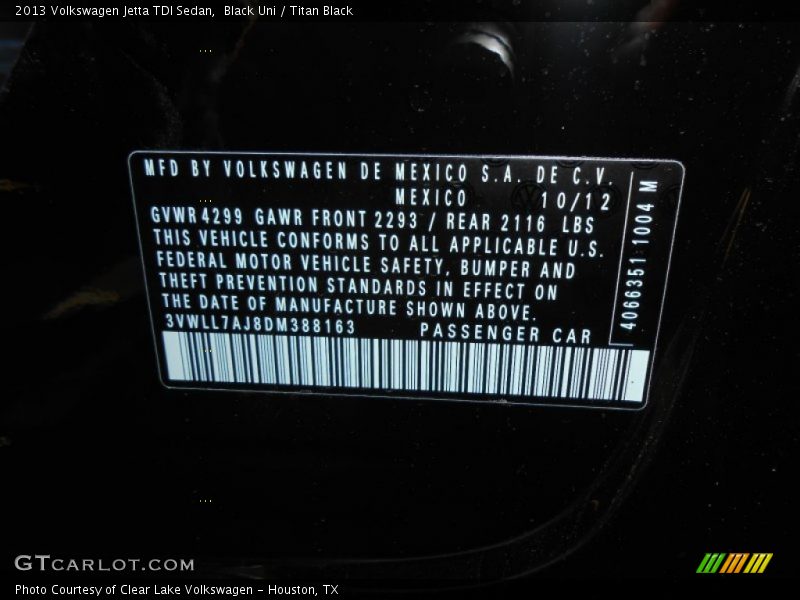 2013 Volkswagen Jetta TDI Sedan,  Black Uni / Titan Black
MFD BY VOLKSWAGEN DE MEXICO S.A. DE C.V.
MEXICO 10/12
GVWR 4299 GAWR FRONT 2293 / REAR 2116 LBS
THIS VEHICLE CONFORMS TO ALL APPLICABLE U.S.
FEDERAL MOTOR VEHICLE SAFETY, BUMPER AND
THEFT PREVENTION STANDARDS IN EFFECT ON
THE DATE OF MANUFACTURE SHOWN ABOVE.
3VWLL7AJ8DM388163 PASSENGER CAR
4066351 1004 M
GTCARLOT.COM
Photo Courtesy of Clear Lake Volkswagen - Houston, TX